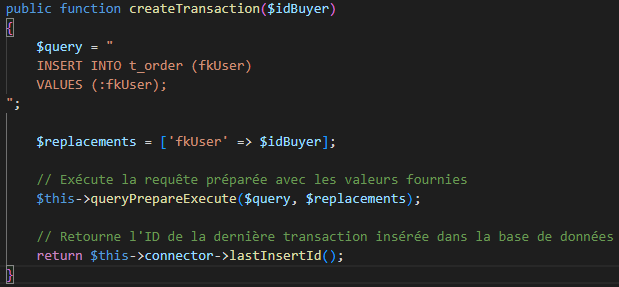 public function createTransaction($idBuyer)
{
$query = "
INSERT INTO t_order (fkUser)
VALUES (:fkUser);
";
$replacements = ['fkUser' => $idBuyer];
// Exécute la requête préparée avec les valeurs fournies
$this->queryPrepareExecute($query, $replacements);
// Retourne l'ID de la dernière transaction insérée dans la base de données
return $this->connector->lastInsertId();
}